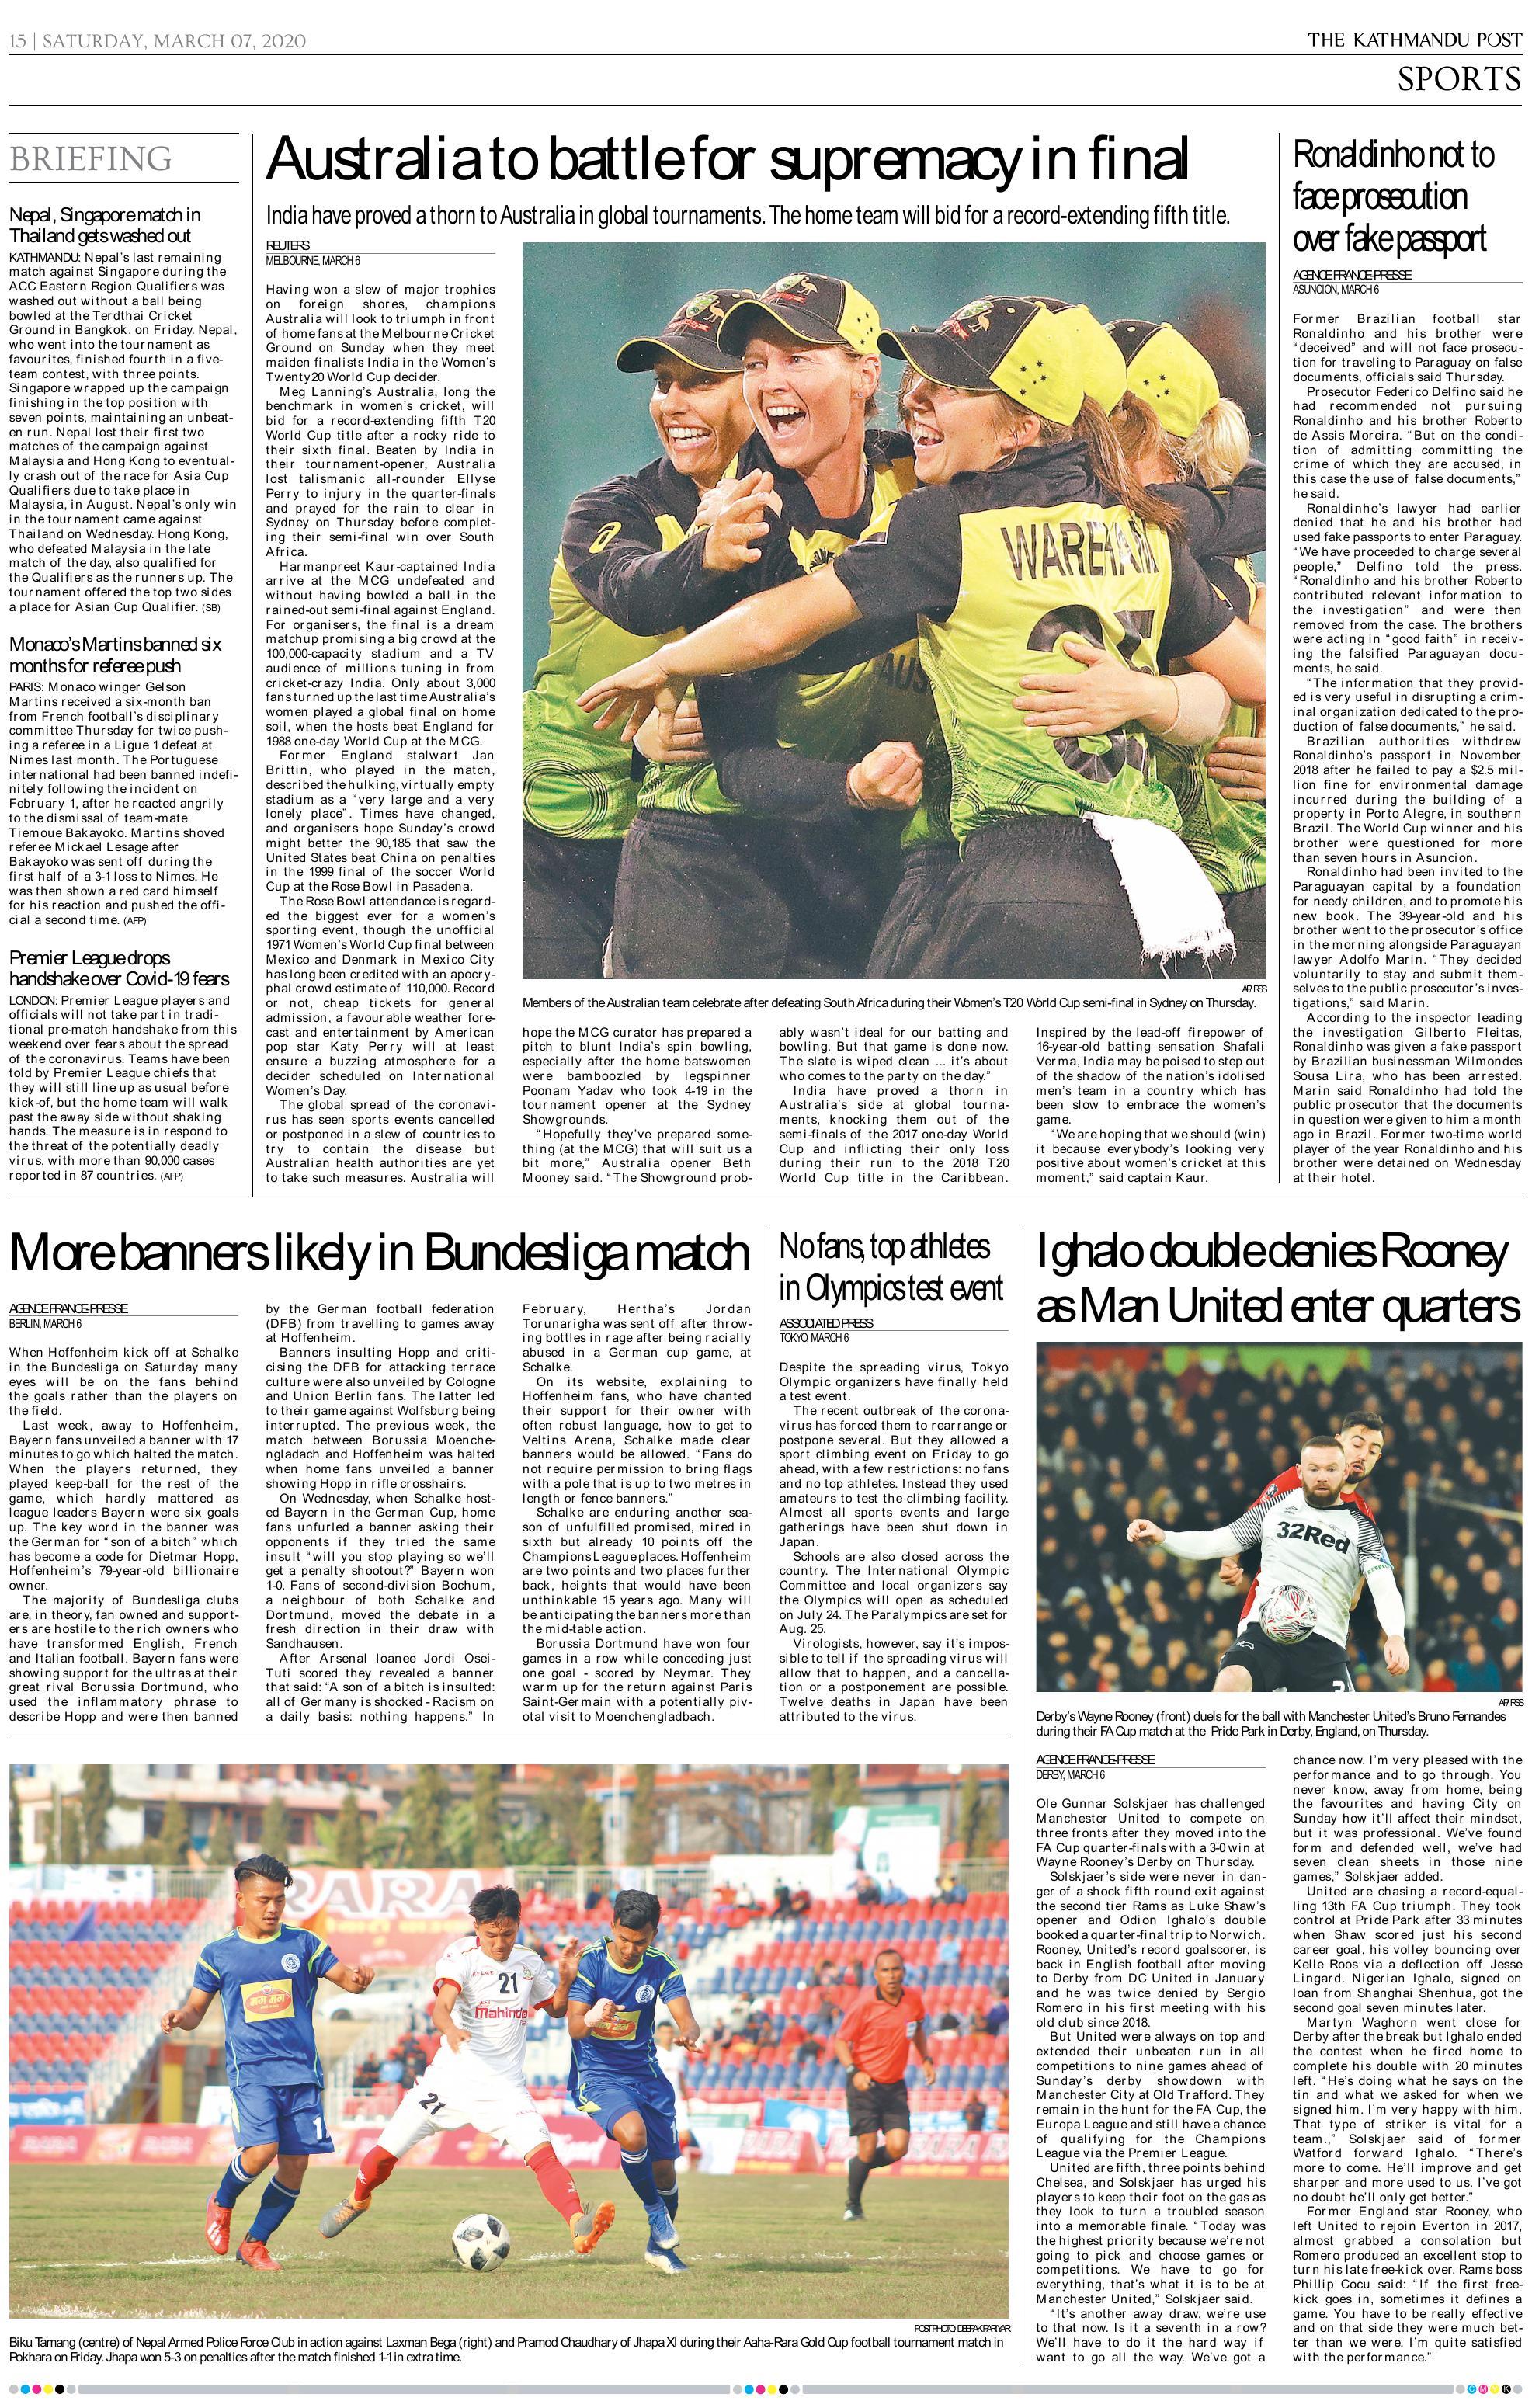 15 | SATURDAY, MARCH 07, 2020
THE KATHMANDU POST
SPORTS
BRIEFING
Nepal, Singapore match in
Thailand gets washed out
KATHMANDU: Nepal's last remaining
match against Singapore during the
ACC Eastern Region Qualifiers was
washed out without a ball being
bowled at the Terdthai Cricket
Ground in Bangkok, on Friday. Nepal,
who went into the tournament as
favourites, finished fourth in a five-
team contest, with three points.
Singapore wrapped up the campaign
finishing in the top position with
seven points, maintaining an unbeat-
en run. Nepal lost their first two
matches of the campaign against
Malaysia and Hong Kong to eventual-
ly crash out of the race for Asia Cup
Qualifiers due to take place in
Malaysia, in August. Nepal's only win
in the tournament came against
Thailand on Wednesday. Hong Kong,
who defeated Malaysia in the late
match of the day, also qualified for
the Qualifiers as the runners up. The
tournament offered the top two sides
a place for Asian Cup Qualifier. (SB)
Monaco's Martins banned six
months for referee push
PARIS: Monaco winger Gelson
Martins received a six-month ban
from French football's disciplinary
committee Thursday for twice push-
ing a referee in a Ligue 1 defeat at
Nimes last month. The Portuguese
international had been banned indefi-
nitely following the incident on
February 1, after he reacted angrily
to the dismissal of team-mate
Tiemoue Bakayoko. Martins shoved
referee Mickael Lesage after
Bakayoko was sent off during the
first half of a 3-1 loss to Nimes. He
was then shown a red card himself
for his reaction and pushed the offi-
cial a second time. (AFP)
Premier League drops
handshake over Covid-19 fears
LONDON: Premier League players and
officials will not take part in tradi-
tional pre-match handshake from this
weekend over fears about the spread
of the coronavirus. Teams have been
told by Premier League chiefs that
they will still line up as usual before
kick-of, but the home team will walk
past the away side without shaking
hands. The measure is in respond to
the threat of the potentially deadly
virus, with more than 90,000 cases
reported in 87 countries. (AFP)
Australia to battle for supremacy in final
India have proved a thorn to Australia in global tournaments. The home team will bid for a record-extending fifth title.
REUTERS
MELBOURNE, MARCH 6
Having won a slew of major trophies
on foreign shores, champions
Australia will look to triumph in front
of home fans at the Melbourne Cricket
Ground on Sunday when they meet
maiden finalists India in the Women's
Twenty20 World Cup decider.
Meg Lanning's Australia, long the
benchmark in women's cricket, will
bid for a record-extending fifth T20
World Cup title after a rocky ride to
their sixth final. Beaten by India in
their tournament-opener, Australia
lost talismanic all-rounder Ellyse
Perry to injury in the quarter-finals
and prayed for the rain to clear in
Sydney on Thursday before complet-
ing their semi-final win over South
Africa.
Harmanpreet Kaur-captained India
arrive at the MCG undefeated and
without having bowled a ball in the
rained-out semi-final against England.
For organisers, the final is a dream
matchup promising a big crowd at the
100,000-capacity stadium and a TV
audience of millions tuning in from
cricket-crazy India. Only about 3,000
fans turned up the last time Australia's
women played a global final on home
soil, when the hosts beat England for
1988 one-day World Cup at the MCG.
Former England stalwart Jan
Brittin, who played in the match,
described the hulking, virtually empty
stadium as a "very large and a very
lonely place". Times have changed,
and organisers hope Sunday's crowd
might better the 90,185 that saw the
United States beat China on penalties
in the 1999 final of the soccer World
Cup at the Rose Bowl in Pasadena.
The Rose Bowl attendance is regard-
ed the biggest ever for a women's
sporting event, though the unofficial
1971 Women's World Cup final between
Mexico and Denmark in Mexico City
has long been credited with an apocry-
phal crowd estimate of 110,000. Record
or not, cheap tickets for general
admission, a favourable weather fore-
cast and entertainment by American
pop star Katy Perry will at least
ensure a buzzing atmosphere for a
decider scheduled on International
Women's Day.
The global spread of the coronavi-
rus has seen sports events cancelled
or postponed in a slew of countries to
try to contain the disease but
Australian health authorities are yet
to take such measures. Australia will
WAREHAM
AUS
AP/RSS
Members of the Australian team celebrate after defeating South Africa during their Women's T20 World Cup semi-final in Sydney on Thursday.
hope the MCG curator has prepared a
pitch to blunt India's spin bowling,
especially after the home batswomen
were bamboozled by legspinner
Poonam Yadav who took 4-19 in the
tournament opener at the Sydney
Showgrounds.
"Hopefully they've prepared some-
thing (at the MCG) that will suit us a
bit more," Australia opener Beth
Mooney said. "The Showground prob-
ably wasn't ideal for our batting and
bowling. But that game is done now.
The slate is wiped clean ... it's about
who comes to the party on the day."
India have proved a thorn in
Australia's side at global tourna-
ments, knocking them out of the
semi-finals of the 2017 one-day World
Cup and inflicting their only loss
during their run to the 2018 T20
World Cup title in the Caribbean.
Inspired by the lead-off firepower of
16-year-old batting sensation Shafali
Verma, India may be poised to step out
of the shadow of the nation's idolised
men's team in a country which has
been slow to embrace the women's
game.
"We are hoping that we should (win)
it because everybody's looking very
positive about women's cricket at this
moment," said captain Kaur.
Ronaldinho not to
face prosecution
over fake passport
AGENCE FRANCE-PRESSE
ASUNCION, MARCH 6
Former Brazilian football star
Ronaldinho and his brother were
"deceived" and will not face prosecu-
tion for traveling to Paraguay on false
documents, officials said Thursday.
Prosecutor Federico Delfino said he
had recommended not pursuing
Ronaldinho and his brother Roberto
de Assis Moreira. "But on the condi-
tion of admitting committing the
crime of which they are accused, in
this case the use of false documents,"
he said.
Ronaldinho's lawyer had earlier
denied that he and his brother had
used fake passports to enter Paraguay.
"We have proceeded to charge several
people," Delfino told the press.
"Ronaldinho and his brother Roberto
contributed relevant information to
the investigation" and were then
removed from the case. The brothers
were acting in "good faith" in receiv-
ing the falsified Paraguayan docu-
ments, he said.
"The information that they provid-
ed is very useful in disrupting a crim-
inal organization dedicated to the pro-
duction of false documents," he said.
Brazilian authorities withdrew
Ronaldinho's passport in November
2018 after he failed to pay a $2.5 mil-
lion fine for environmental damage
incurred during the building of a
property in Porto Alegre, in southern
Brazil. The World Cup winner and his
brother were questioned for more
than seven hours in Asuncion.
Ronaldinho had been invited to the
Paraguayan capital by a foundation
for needy children, and to promote his
new book. The 39-year-old and his
brother went to the prosecutor's office
in the morning alongside Paraguayan
lawyer Adolfo Marin. "They decided
voluntarily to stay and submit them-
selves to the public prosecutor's inves-
tigations," said Marin.
According to the inspector leading
the investigation Gilberto Fleitas,
Ronaldinho was given a fake passport
by Brazilian businessman Wilmondes
Sousa Lira, who has been arrested.
Marin said Ronaldinho had told the
public prosecutor that the documents
in question were given to him a month
ago in Brazil. Former two-time world
player of the year Ronaldinho and his
brother were detained on Wednesday
at their hotel.
More banners likely in Bundesliga match
AGENCE FRANCE-PRESSE
BERLIN, MARCH 6
When Hoffenheim kick off at Schalke
in the Bundesliga on Saturday many
eyes will be on the fans behind
the goals rather than the players on
the field.
Last week, away to Hoffenheim,
Bayern fans unveiled a banner with 17
minutes to go which halted the match.
When the players returned, they
played keep-ball for the rest of the
game, which hardly mattered as
league leaders Bayern were six goals
up. The key word in the banner was
the German for "son of a bitch" which
has become a code for Dietmar Hopp,
Hoffenheim's 79-year-old billionaire
owner.
The majority of Bundesliga clubs
are, in theory, fan owned and support-
ers are hostile to the rich owners who
have transformed English, French
and Italian football. Bayern fans were
showing support for the ultras at their
great rival Borussia Dortmund, who
used the inflammatory phrase to
describe Hopp and were then banned
by the German football federation
(DFB) from travelling to games away
at Hoffenheim.
Banners insulting Hopp and criti-
cising the DFB for attacking terrace
culture were also unveiled by Cologne
and Union Berlin fans. The latter led
to their game against Wolfsburg being
interrupted. The previous week, the
match between Borussia Moenche-
ngladach and Hoffenheim was halted
when home fans unveiled a banner
showing Hopp in rifle crosshairs.
On Wednesday, when Schalke host-
ed Bayern in the German Cup, home
fans unfurled a banner asking their
opponents if they tried the same
insult "will you stop playing so we'll
get a penalty shootout?" Bayern won
1-0. Fans of second-division Bochum,
a neighbour of both Schalke and
Dortmund, moved the debate in a
fresh direction in their draw with
Sandhausen.
After Arsenal loanee Jordi Osei-
Tuti scored they revealed a banner
that said: "A son of a bitch is insulted:
all of Germany is shocked - Racism on
a daily basis: nothing happens." In
February, Hertha's Jordan
Torunarigha was sent off after throw-
ing bottles in rage after being racially
abused in a German cup game, at
Schalke.
On its website, explaining to
Hoffenheim fans, who have chanted
their support for their owner with
often robust language, how to get to
Veltins Arena, Schalke made clear
banners would be allowed. "Fans do
not require permission to bring flags
with a pole that is up to two metres in
length or fence banners."
Schalke are enduring another sea-
son of unfulfilled promised, mired in
sixth but already 10 points off the
Champions League places. Hoffenheim
are two points and two places further
back, heights that would have been
unthinkable 15 years ago. Many will
be anticipating the banners more than
the mid-table action.
Borussia Dortmund have won four
games in a row while conceding just
one goal - scored by Neymar. They
warm up for the return against Paris
Saint-Germain with a potentially piv-
otal visit to Moenchengladbach.
No fans, top athletes
in Olympics test event
ASSOCIATED PRESS
TOKYO, MARCH 6
Despite the spreading virus, Tokyo
Olympic organizers have finally held
a test event.
The recent outbreak of the corona-
virus has forced them to rearrange or
postpone several. But they allowed a
sport climbing event on Friday to go
ahead, with a few restrictions: no fans
and no top athletes. Instead they used
amateurs to test the climbing facility.
Almost all sports events and large
gatherings have been shut down in
Japan.
Schools are also closed across the
country. The International Olympic
Committee and local organizers say
the Olympics will open as scheduled
on July 24. The Paralympics are set for
Aug. 25.
Virologists, however, say it's impos-
sible to tell if the spreading virus will
allow that to happen, and a cancella-
tion or a postponement are possible.
Twelve deaths in Japan have been
attributed to the virus.
Ighalo double denies Rooney
as Man United enter quarters
32Red
AP/RSS
Derby's Wayne Rooney (front) duels for the ball with Manchester United's Bruno Fernandes
during their FA Cup match at the Pride Park in Derby, England, on Thursday.
AGENCE FRANCE-PRESSE
DERBY, MARCH 6
Ole Gunnar Solskjaer has challenged
Manchester United to compete on
three fronts after they moved into the
FA Cup quarter-finals with a 3-0 win at
Wayne Rooney's Derby on Thursday.
Solskjaer's side were never in dan-
ger of a shock fifth round exit against
the second tier Rams as Luke Shaw's
opener and Odion Ighalo's double
booked a quarter-final trip to Norwich.
Rooney, United's record goalscorer, is
back in English football after moving
to Derby from DC United in January
and he was twice denied by Sergio
Romero in his first meeting with his
old club since 2018.
But United were always on top and
extended their unbeaten run in all
competitions to nine games ahead of
Sunday's derby showdown with
Manchester City at Old Trafford. They
remain in the hunt for the FA Cup, the
Europa League and still have a chance
of qualifying for the Champions
League via the Premier League.
United are fifth, three points behind
Chelsea, and Solskjaer has urged his
players to keep their foot on the gas as
they look to turn a troubled season
into a memorable finale. "Today was
the highest priority because we're not
going to pick and choose games or
competitions. We have to go for
everything, that's what it is to be at
Manchester United," Solskjaer said.
"It's another away draw, we're use
to that now. Is it a seventh in a row?
We'll have to do it the hard way if
want to go all the way. We've got a
chance now. I'm very pleased with the
performance and to go through. You
never know, away from home, being
the favourites and having City on
Sunday how it'll affect their mindset,
but it was professional. We've found
form and defended well, we've had
seven clean sheets in those nine
games," Solskjaer added.
United are chasing a record-equal-
ling 13th FA Cup triumph. They took
control at Pride Park after 33 minutes
when Shaw scored just his second
career goal, his volley bouncing over
Kelle Roos via a deflection off Jesse
Lingard. Nigerian Ighalo, signed on
loan from Shanghai Shenhua, got the
second goal seven minutes later.
Martyn Waghorn went close for
Derby after the break but Ighalo ended
the contest when he fired home to
complete his double with 20 minutes
left. "He's doing what he says on the
tin and what we asked for when we
signed him. I'm very happy with him.
That type of striker is vital for a
team.," Solskjaer said of former
Watford forward Ighalo. "There's
more to come. He'll improve and get
sharper and more used to us. I've got
no doubt he'll only get better."
Former England star Rooney, who
left United to rejoin Everton in 2017,
almost grabbed a consolation but
Romero produced an excellent stop to
turn his late free-kick over. Rams boss
Phillip Cocu said: "If the first free-
kick goes in, sometimes it defines a
game. You have to be really effective
and on that side they were much bet-
ter than we were. I'm quite satisfied
with the performance."
RARA
21
Mahindra
21
POST PHOTO: DEEPAK PARIYAR
Biku Tamang (centre) of Nepal Armed Police Force Club in action against Laxman Bega (right) and Pramod Chaudhary of Jhapa XI during their Aaha-Rara Gold Cup football tournament match in
Pokhara on Friday. Jhapa won 5-3 on penalties after the match finished 1-1 in extra time.
C M Y K